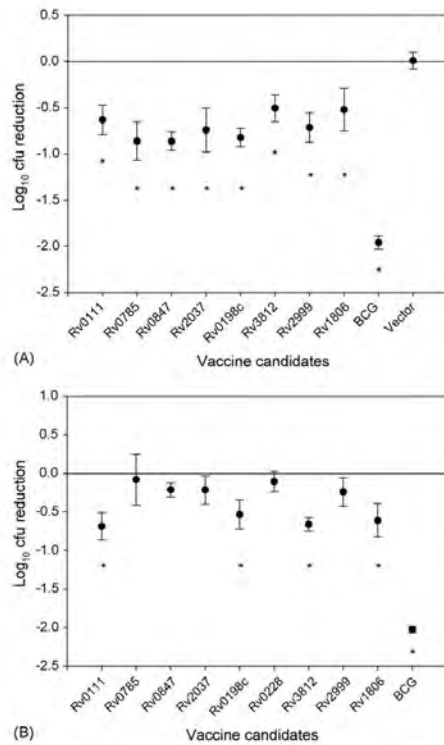 0.5
0.0
-0.5
-1.0
-1.5
-2.0
-2.5
Log10 cfu reduction
* * * * * * * * *
Rv0111 Rv0785 Rv0847 Rv2037 Rv0198c Rv3812 Rv2999 Rv1806 BCG Vector
(A)
Vaccine candidates
1.0
0.5
0.0
-0.5
-1.0
-1.5
-2.0
-2.5
Log10 cfu reduction
* * * * *
Rv0111 Rv0785 Rv0847 Rv2037 Rv0198c Rv0228 Rv3812 Rv2999 Rv1806 BCG
(B)
Vaccine candidates